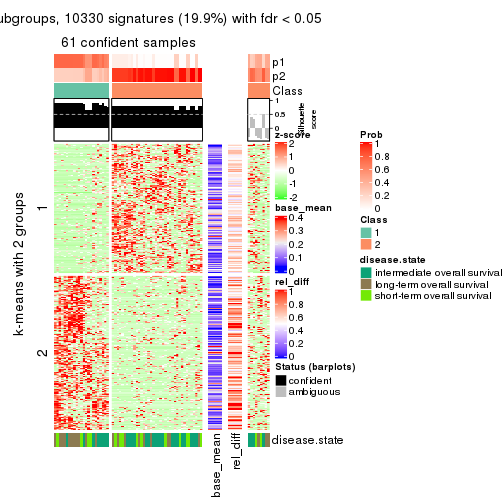 ubgroups, 10330 signatures (19.9%) with fdr < 0.05
61 confident samples
p1
p2
Class
1
0.5
0
Silhouette
score
z-score
2
1
0
-1
-2
base_mean
0.4
0.3
0.2
0.1
0
rel_diff
1
0.8
0.6
0.4
0.2
0
Status (barplots)
confident
ambiguous
Prob
1
0.8
0.6
0.4
0.2
0
Class
1
2
disease.state
intermediate overall survival
long-term overall survival
short-term overall survival
k-means with 2 groups
1
2
disease.state
base_mean
rel_diff